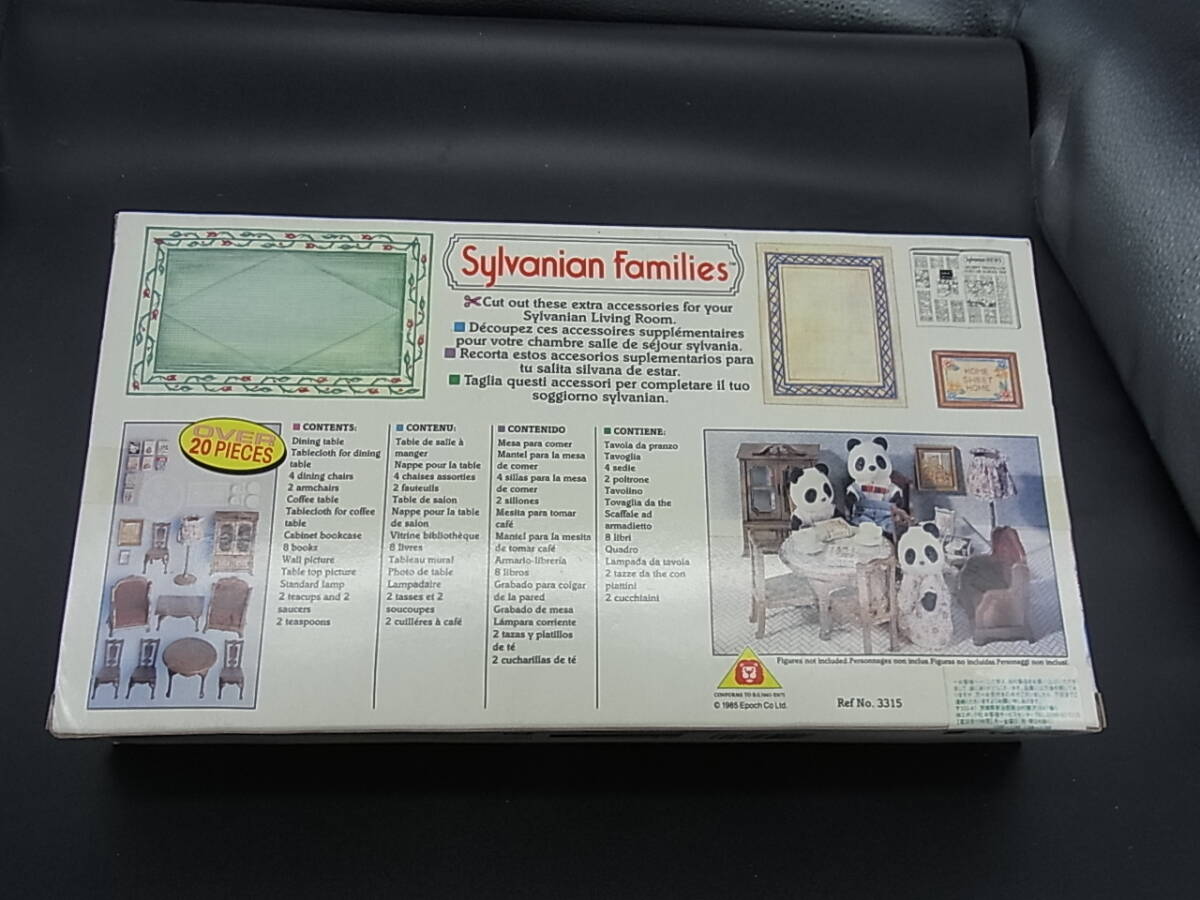 Sylvanian Families™
Cut out these extra accessories for your
Sylvanian Living Room.
Découpez ces accessoires supplémentaires
pour votre chambre salle de séjour sylvania.
Recorta estos accesorios suplementarios para
tu salita silvana de estar.
Taglia questi accessori per completare il tuo
soggiorno sylvanian.
HOME
SWEET
HOME
OVER
20 PIECES
CONTENTS:
Dining table
Tablecloth for dining
table
4 dining chairs
2 armchairs
Coffee table
Tablecloth for coffee
table
Cabinet bookcase
8 books
Wall picture
Table top picture
Standard lamp
2 teacups and 2
saucers
2 teaspoons
CONTENU:
Table de salle à
manger
Nappe pour la table
4 chaises assorties
2 fauteuils
Table de salon
Nappe pour la table
de salon
Vitrine bibliothèque
8 livres
Tableau mural
Photo de table
Lampadaire
2 tasses et 2
soucoupes
2 cuilléres à café
CONTENIDO
Mesa para comer
Mantel para la mesa
de comer
4 sillas para la mesa
de comer
2 sillones
Mesita para tomar
café
Mantel para la mesita
de tomar café
Armario-librería
8 libros
Grabado para colgar
de la pared
Grabado de mesa
Lámpara corriente
2 tazas y platillos
de té
2 cucharillas de té
CONTIENE:
Tavola da pranzo
Tavoglia
4 sedie
2 poltrone
Tavolino
Tovaglia da the
Scaffale ad
armadietto
8 libri
Quadro
Lampada da tavola
2 tazze da the con
piattini
2 cucchiaini
Figures not included. Personnages non inclus. Figuras no incluidas. Personaggi non inclusi.
© 1985 Epoch Co Ltd.
Ref No. 3315